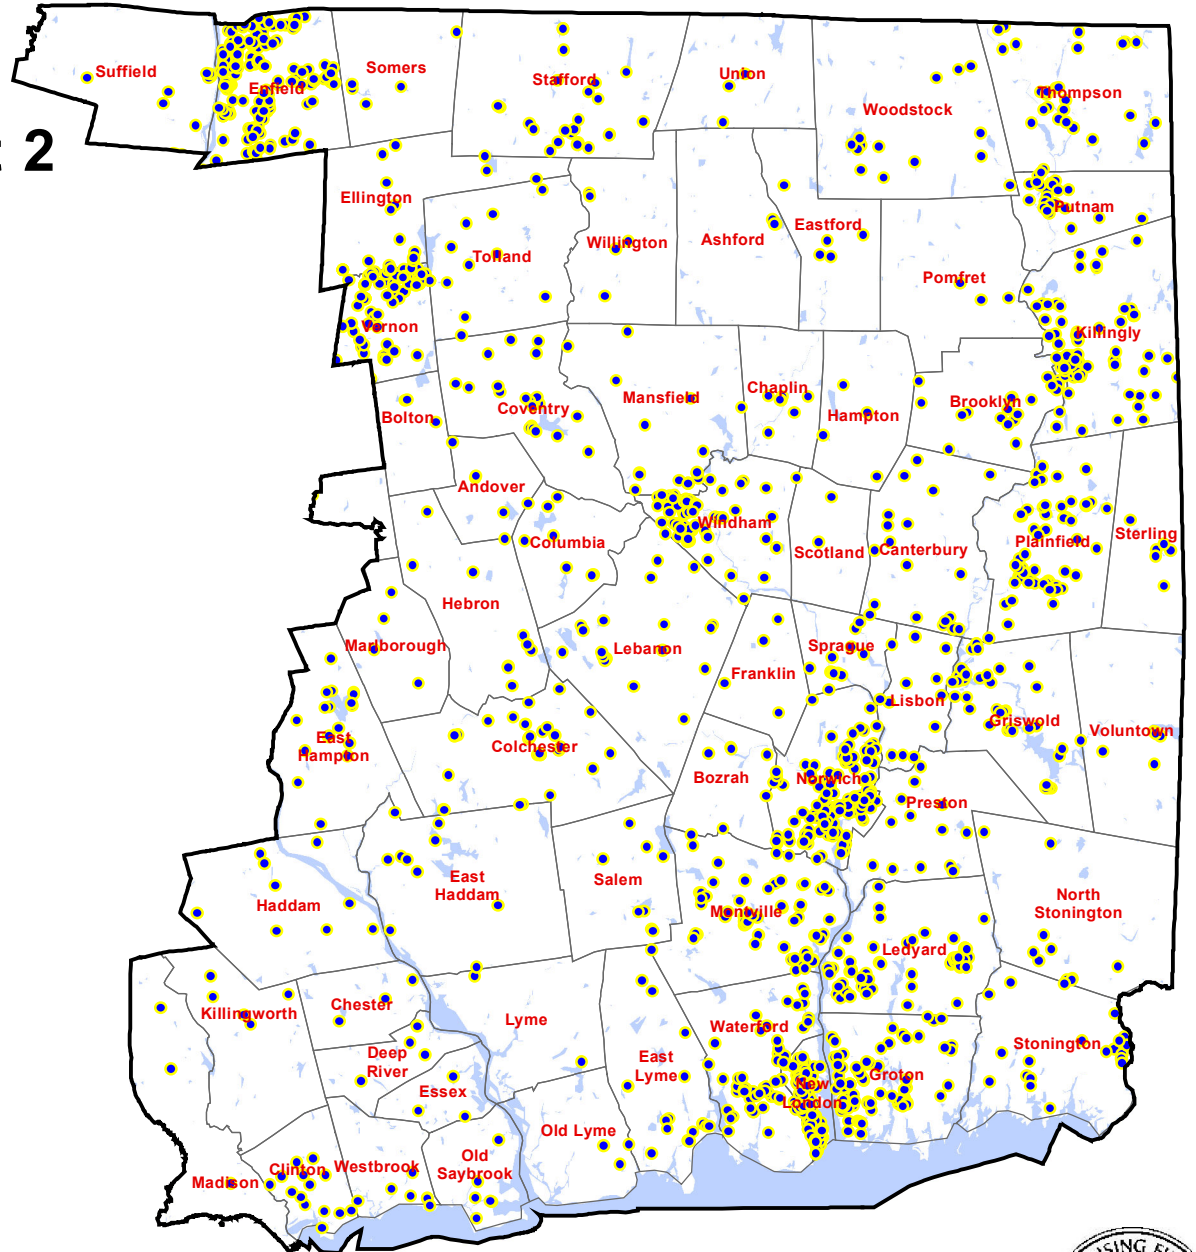 Suffield
Enfield
Somers
Stafford
Union
Woodstock
Thompson
2
Ellington
Tolland
Willington
Ashford
Eastford
Putnam
Pomfret
Vernon
Killingly
Bolton
Coventry
Mansfield
Chaplin
Hampton
Brooklyn
Andover
Columbia
Windham
Scotland
Canterbury
Plainfield
Sterling
Hebron
Marlborough
Lebanon
Franklin
Sprague
Lisbon
Griswold
Voluntown
East
Hampton
Colchester
Bozrah
Norwich
Preston
Haddam
East
Haddam
Salem
Montville
Ledyard
North
Stonington
Killingworth
Chester
Lyme
Waterford
Stonington
Deep
River
Essex
East
Lyme
New
London
Groton
Old Lyme
Madison
Clinton
Westbrook
Old
Saybrook